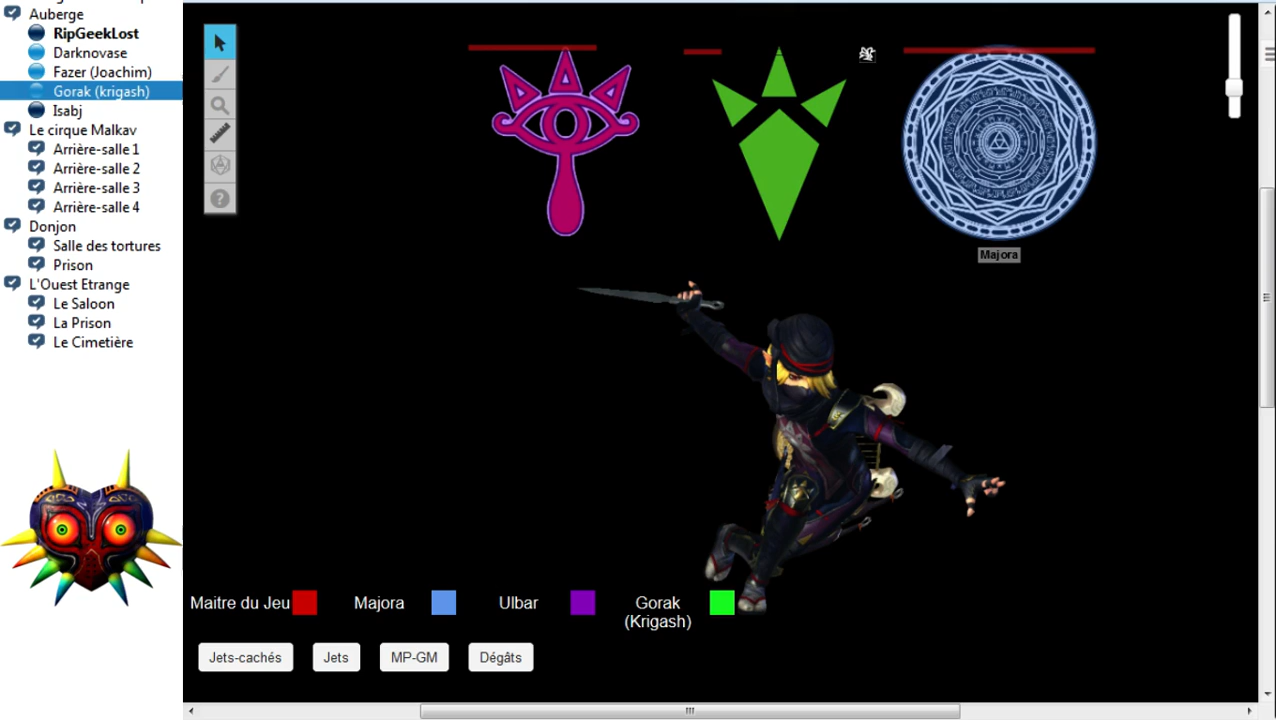 Auberge
RipGeekLost
Darknovase
Fazer (Joachim)
Gorak (krigash)
Isabj
Le cirque Malkav
Arrière-salle 1
Arrière-salle 2
Arrière-salle 3
Arrière-salle 4
Donjon
Salle des tortures
Prison
L'Ouest Etrange
Le Saloon
La Prison
Le Cimetière
Majora
Maitre du Jeu
Majora
Ulbar
Gorak
(Krigash)
Jets-cachés
Jets
MP-GM
Dégâts